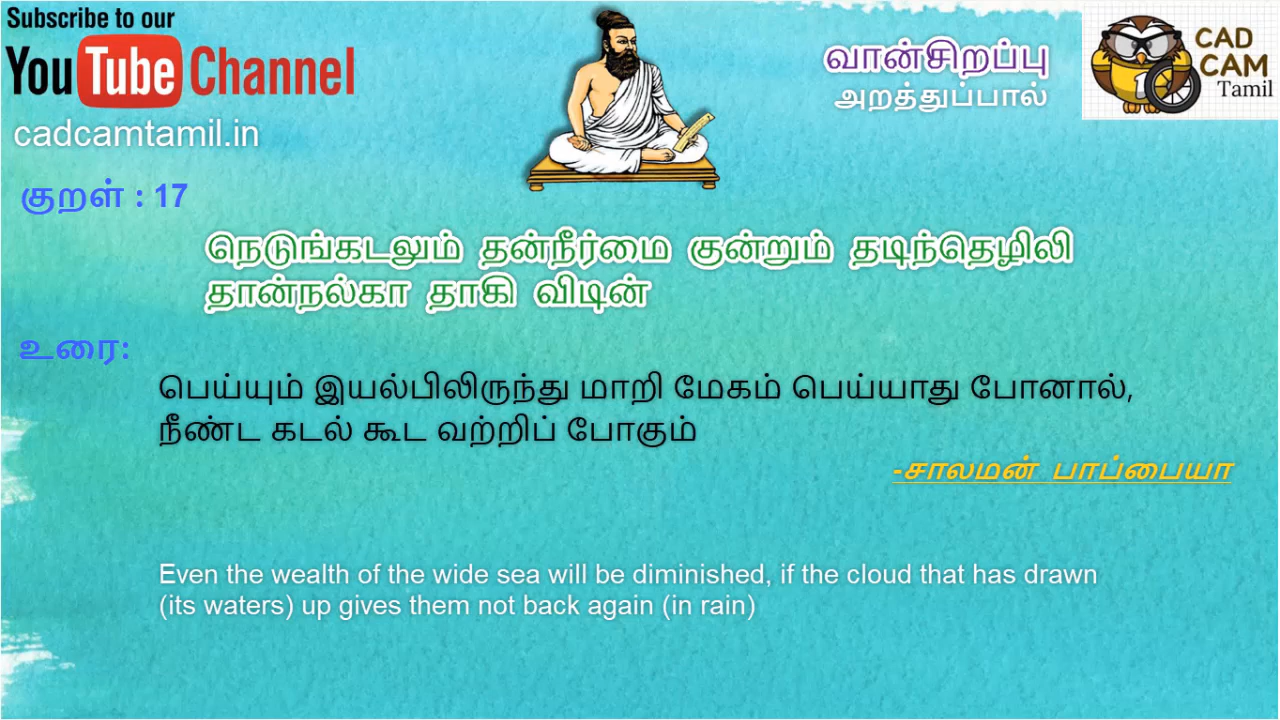 Subscribe to our
YouTube Channel
cadcamtamil.in
வான்சிறப்பு
அறத்துப்பால்
CAD
CAM
Tamil
குறள் : 17
நெடுங்கடலும் தன்நீர்மை குன்றும் தடிந்தெழிலி
தான்நல்கா தாகி விடின்
உரை:
பெய்யும் இயல்பிலிருந்து மாறி மேகம் பெய்யாது போனால்,
நீண்ட கடல் கூட வற்றிப் போகும்
-சாலமன் பாப்பையா
Even the wealth of the wide sea will be diminished, if the cloud that has drawn
(its waters) up gives them not back again (in rain)